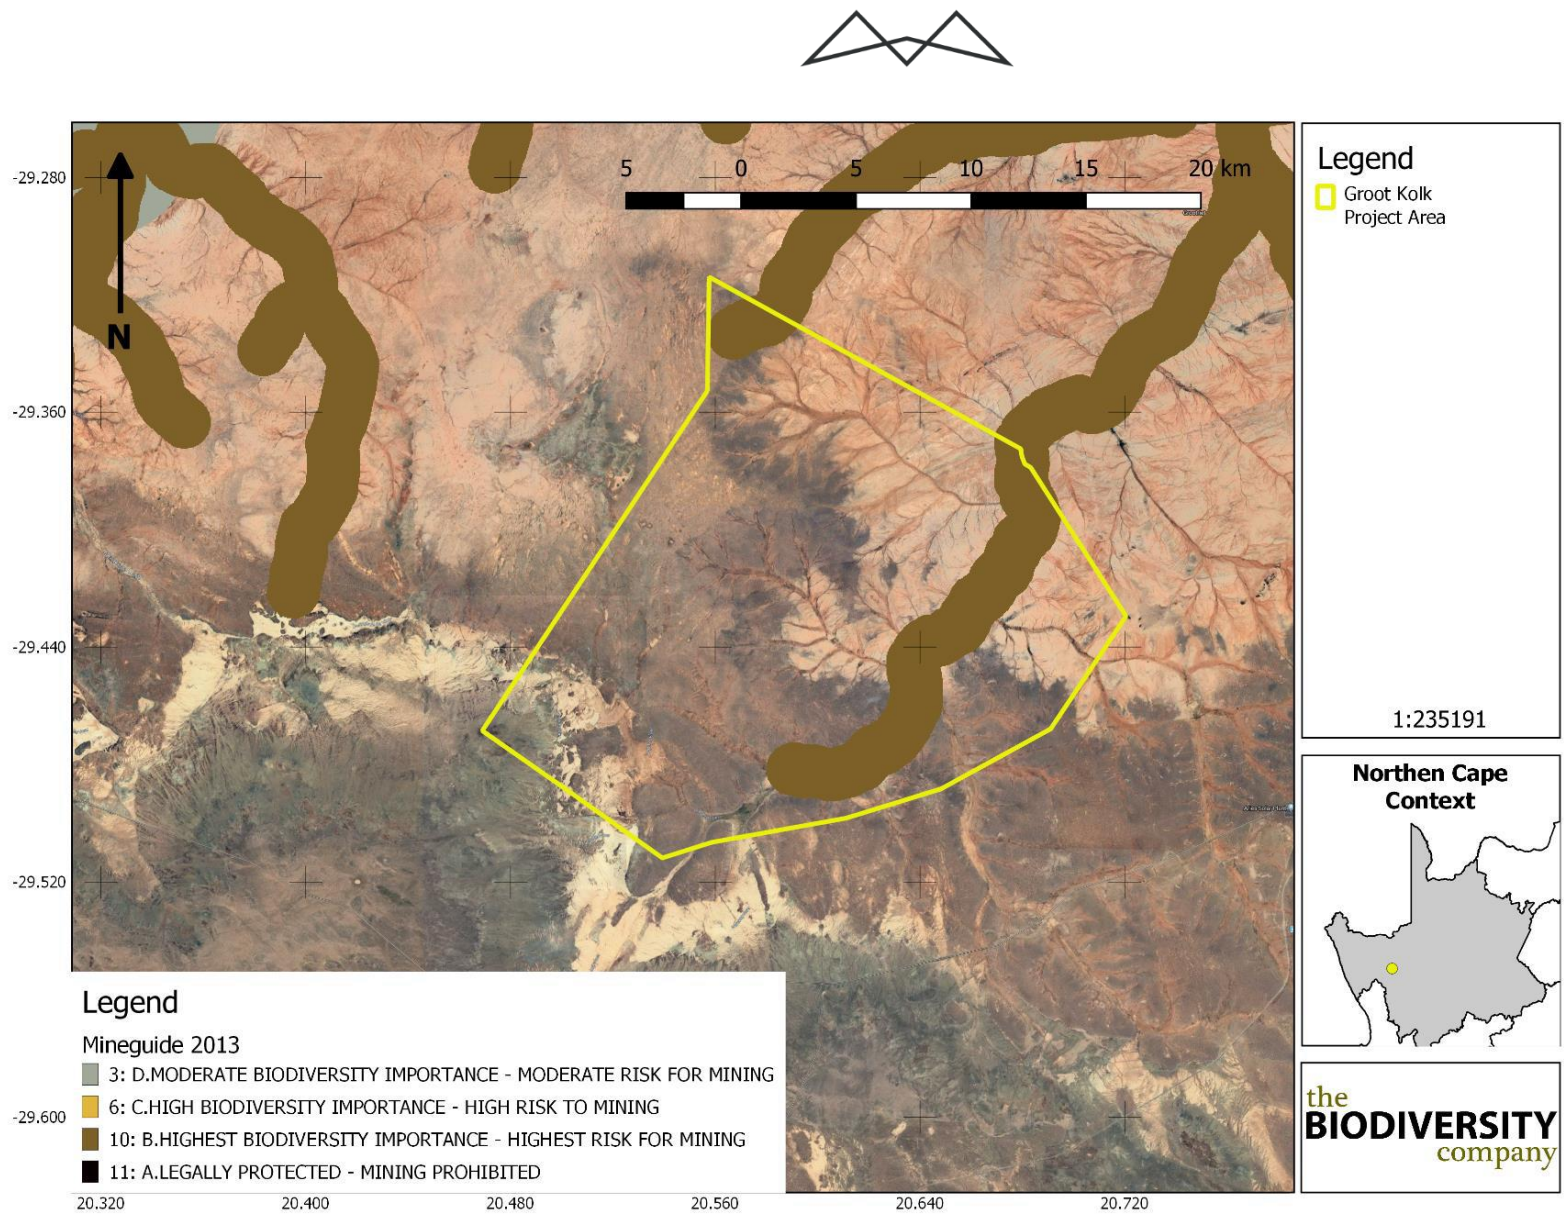 5 0 5 10 15 20 km
N
-29.280
-29.360
-29.440
-29.520
-29.600
20.320 20.400 20.480 20.560 20.640 20.720
Legend
Mineguide 2013
3: D.MODERATE BIODIVERSITY IMPORTANCE - MODERATE RISK FOR MINING
6: C.HIGH BIODIVERSITY IMPORTANCE - HIGH RISK TO MINING
10: B.HIGHEST BIODIVERSITY IMPORTANCE - HIGHEST RISK FOR MINING
11: A.LEGALLY PROTECTED - MINING PROHIBITED
Legend
Groot Kolk
Project Area
1:235191
Northen Cape
Context
the
BIODIVERSITY
company